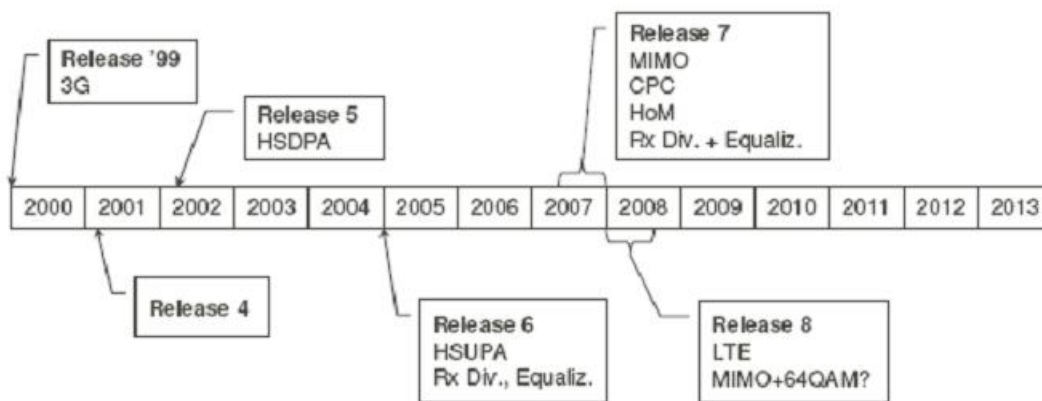 Release '99
3G
Release 5
HSDPA
Release 7
MIMO
CPC
HoM
Rx Div. + Equaliz.
2000 2001 2002 2003 2004 2005 2006 2007 2008 2009 2010 2011 2012 2013
Release 4
Release 6
HSUPA
Rx Div., Equaliz.
Release 8
LTE
MIMO+64QAM?